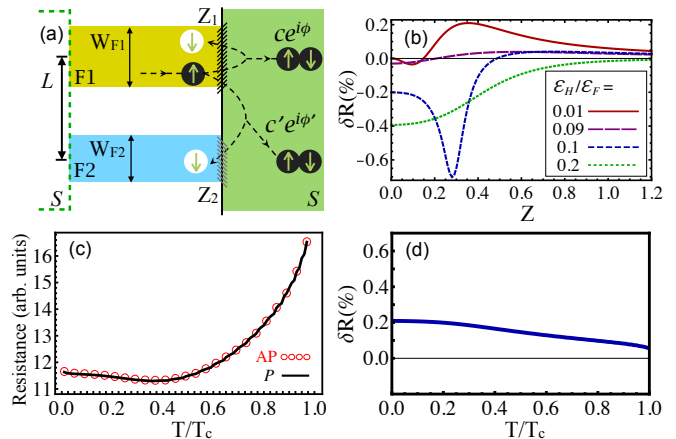 (a)
Z₁
W_F1
ce^iϕ
F1
L
c'e^iϕ'
W_F2
F2
S
Z₂
S
(b)
δR(%)
0.2
0.0
−0.2
−0.4
−0.6
ℰ_H/ℰ_F =
0.01
0.09
0.1
0.2
0.0 0.2 0.4 0.6 0.8 1.0 1.2
Z
(c)
Resistance (arb. units)
16
15
14
13
12
11
AP
P
0.0 0.2 0.4 0.6 0.8 1.0
T/T_c
(d)
δR(%)
0.6
0.4
0.2
0.0
0.0 0.2 0.4 0.6 0.8 1.0
T/T_c